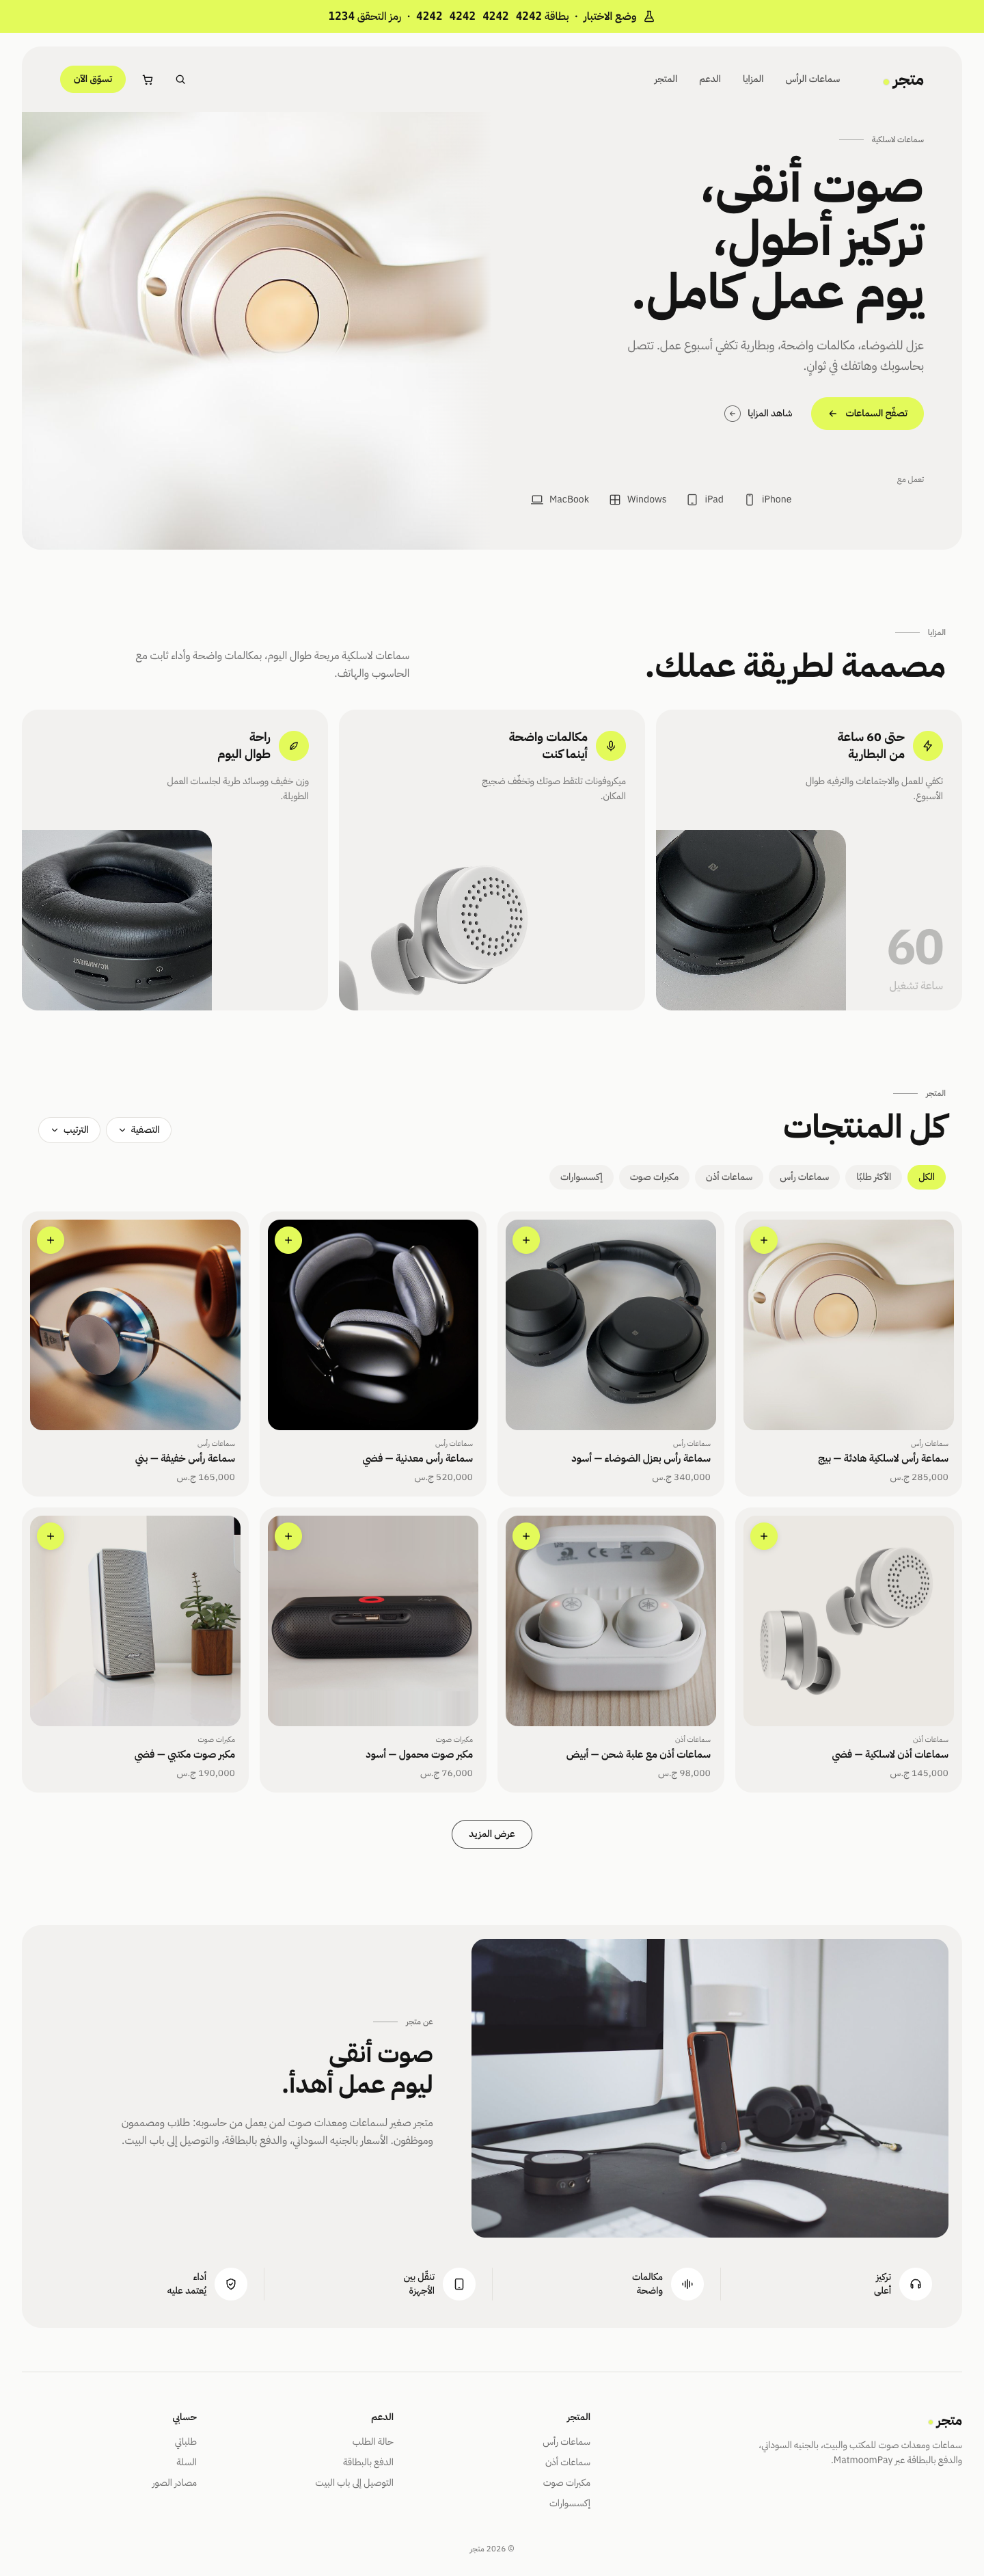 وضع الاختبار · بطاقة 4242 4242 4242 4242 · رمز التحقق 1234
متجر
سماعات الرأس
المزايا
الدعم
المتجر
تسوّق الآن
سماعات لاسلكية
صوت أنقى،
تركيز أطول،
يوم عمل كامل.
عزل للضوضاء، مكالمات واضحة، وبطارية تكفي أسبوع عمل. تتصل
بحاسوبك وهاتفك في ثوانٍ.
تصفّح السماعات
شاهد المزايا
تعمل مع
iPhone
iPad
Windows
MacBook
المزايا
مصممة لطريقة عملك.
سماعات لاسلكية مريحة طوال اليوم، بمكالمات واضحة وأداء ثابت مع
الحاسوب والهاتف.
حتى 60 ساعة
من البطارية
تكفي للعمل والاجتماعات والترفيه طوال
الأسبوع.
60
ساعة تشغيل
مكالمات واضحة
أينما كنت
ميكروفونات تلتقط صوتك وتخفّف ضجيج
المكان.
راحة
طوال اليوم
وزن خفيف ووسائد طرية لجلسات العمل
الطويلة.
NC/AMBIENT
المتجر
كل المنتجات
التصفية
الترتيب
الكل
الأكثر طلبًا
سماعات رأس
سماعات أذن
مكبرات صوت
إكسسوارات
سماعات رأس
سماعة رأس لاسلكية هادئة — بيج
285,000 ج.س
سماعات رأس
سماعة رأس بعزل الضوضاء — أسود
340,000 ج.س
سماعات رأس
سماعة رأس معدنية — فضي
520,000 ج.س
سماعات رأس
سماعة رأس خفيفة — بني
165,000 ج.س
سماعات أذن
سماعات أذن لاسلكية — فضي
145,000 ج.س
سماعات أذن
سماعات أذن مع علبة شحن — أبيض
98,000 ج.س
مكبرات صوت
مكبر صوت محمول — أسود
76,000 ج.س
مكبرات صوت
مكبر صوت مكتبي — فضي
190,000 ج.س
عرض المزيد
عن متجر
صوت أنقى
ليوم عمل أهدأ.
متجر صغير لسماعات ومعدات صوت لمن يعمل من حاسوبه: طلاب ومصممون
وموظفون. الأسعار بالجنيه السوداني، والدفع بالبطاقة، والتوصيل إلى باب البيت.
تركيز
أعلى
مكالمات
واضحة
تنقّل بين
الأجهزة
أداء
يُعتمد عليه
متجر
سماعات ومعدات صوت للمكتب والبيت، بالجنيه السوداني،
والدفع بالبطاقة عبر MatmoomPay.
المتجر
سماعات رأس
سماعات أذن
مكبرات صوت
إكسسوارات
الدعم
حالة الطلب
الدفع بالبطاقة
التوصيل إلى باب البيت
حسابي
طلباتي
السلة
مصادر الصور
© 2026 متجر